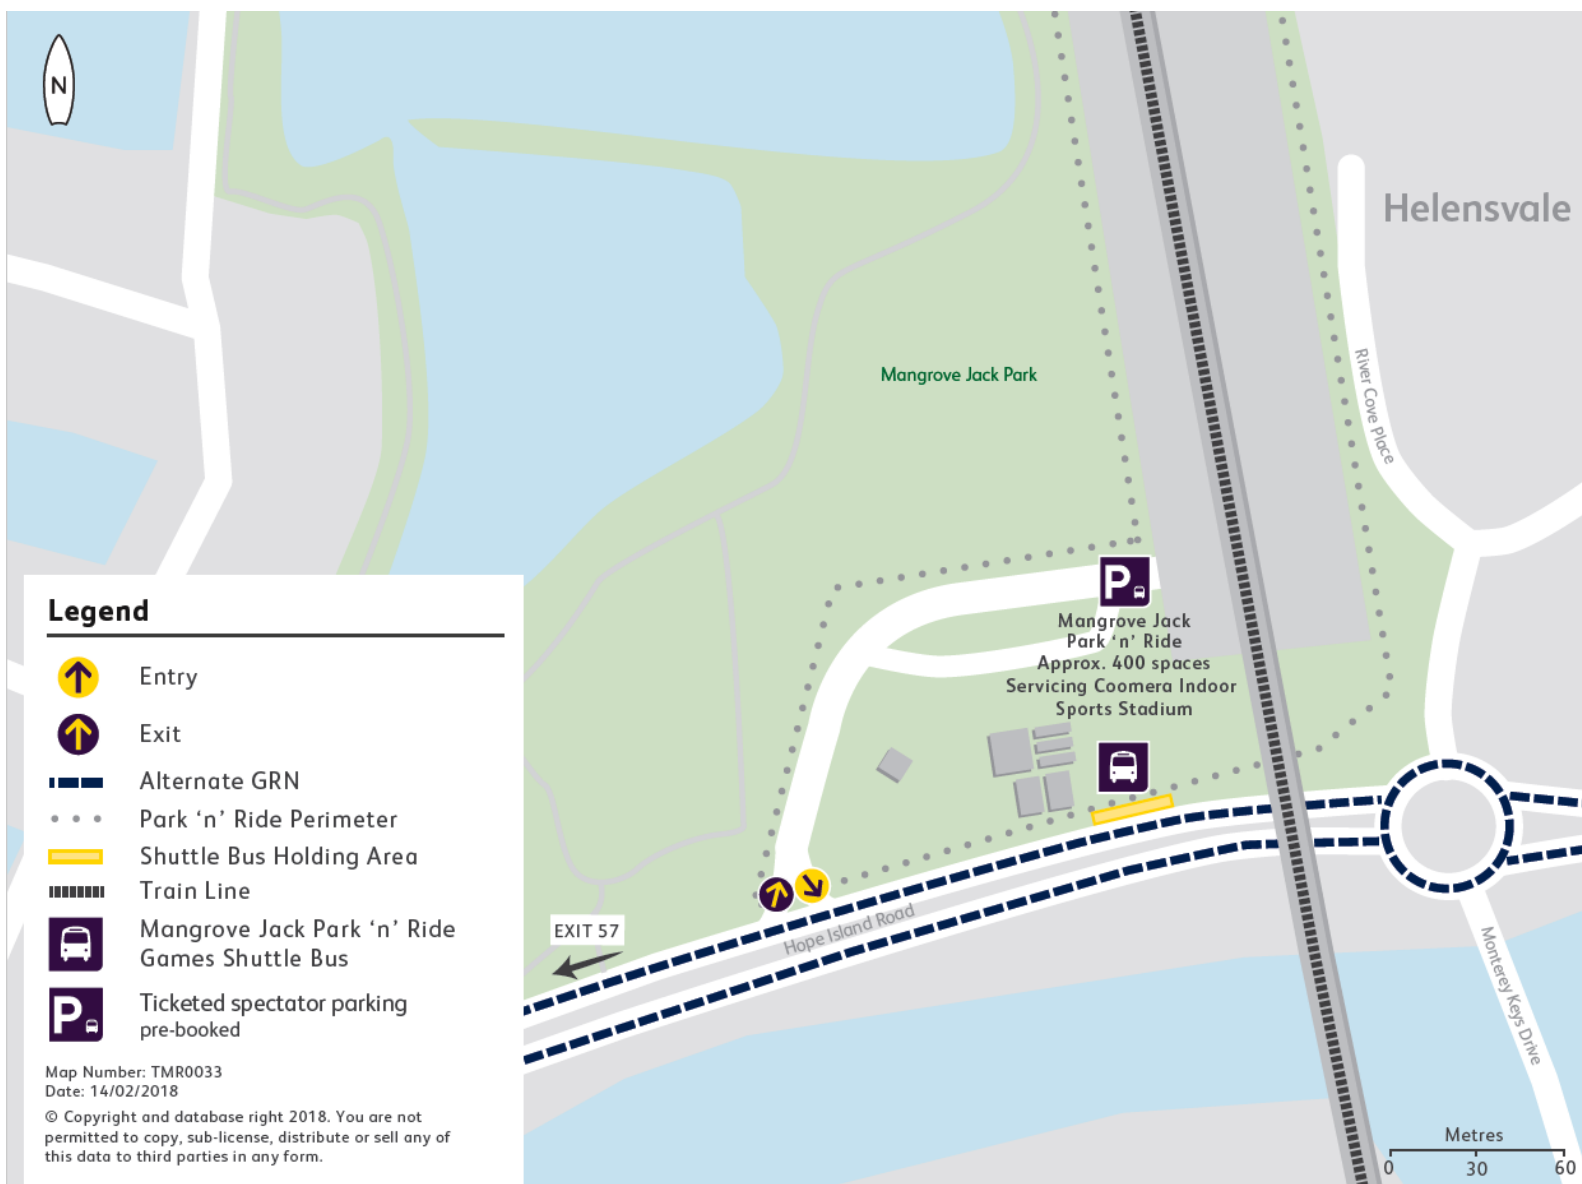 N
Helensvale
River Cove Place
Mangrove Jack Park
P
Mangrove Jack
Park ‘n’ Ride
Approx. 400 spaces
Servicing Coomera Indoor
Sports Stadium
EXIT 57
Hope Island Road
Monterey Keys Drive
Legend
Entry
Exit
Alternate GRN
Park ‘n’ Ride Perimeter
Shuttle Bus Holding Area
Train Line
Mangrove Jack Park ‘n’ Ride
Games Shuttle Bus
P
Ticketed spectator parking
pre-booked
Map Number: TMR0033
Date: 14/02/2018
© Copyright and database right 2018. You are not
permitted to copy, sub-license, distribute or sell any of
this data to third parties in any form.
Metres
0 30 60